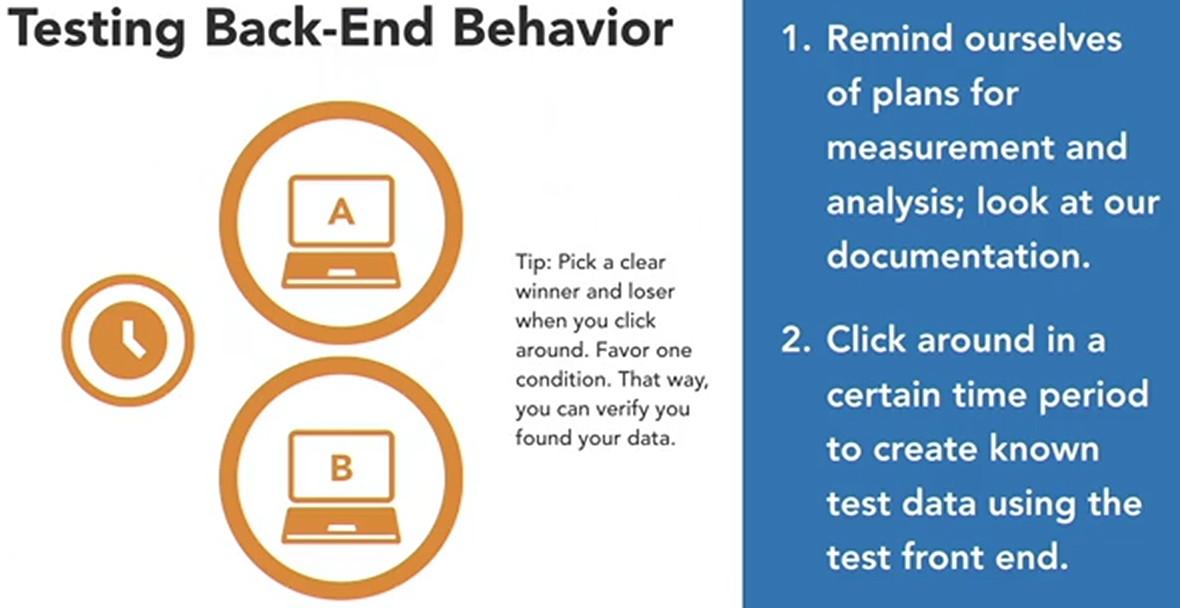 Testing Back-End Behavior
A
B
Tip: Pick a clear
winner and loser
when you click
around. Favor one
condition. That way,
you can verify you
found your data.
1. Remind ourselves
of plans for
measurement and
analysis; look at our
documentation.
2. Click around in a
certain time period
to create known
test data using the
test front end.